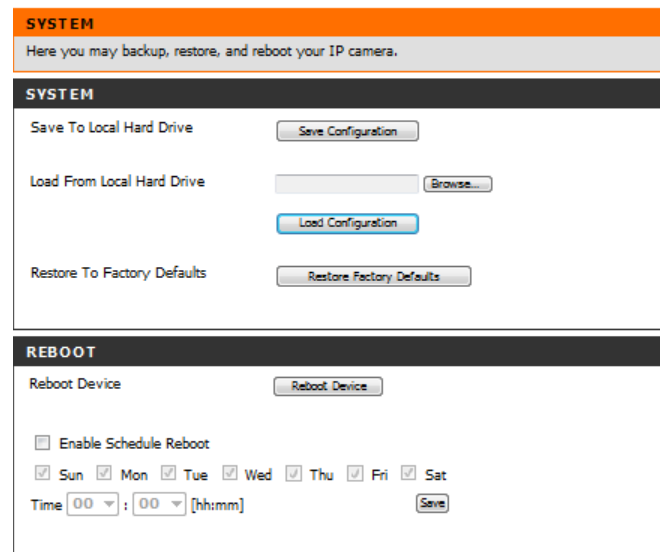 SYSTEM
Here you may backup, restore, and reboot your IP camera.
SYSTEM
Save To Local Hard Drive Save Configuration
Load From Local Hard Drive Browse...
Load Configuration
Restore To Factory Defaults Restore Factory Defaults
REBOOT
Reboot Device Reboot Device
Enable Schedule Reboot
Sun Mon Tue Wed Thu Fri Sat
Time 00 : 00 [hh:mm] Save